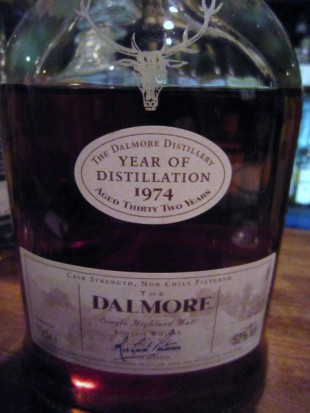 The Dalmore Distillery
YEAR OF
DISTILLATION
1974
Aged Thirty Two Years
Cask Strength, Non Chill Filtered
THE
DALMORE
Single Highland Malt
Scotch Whisky